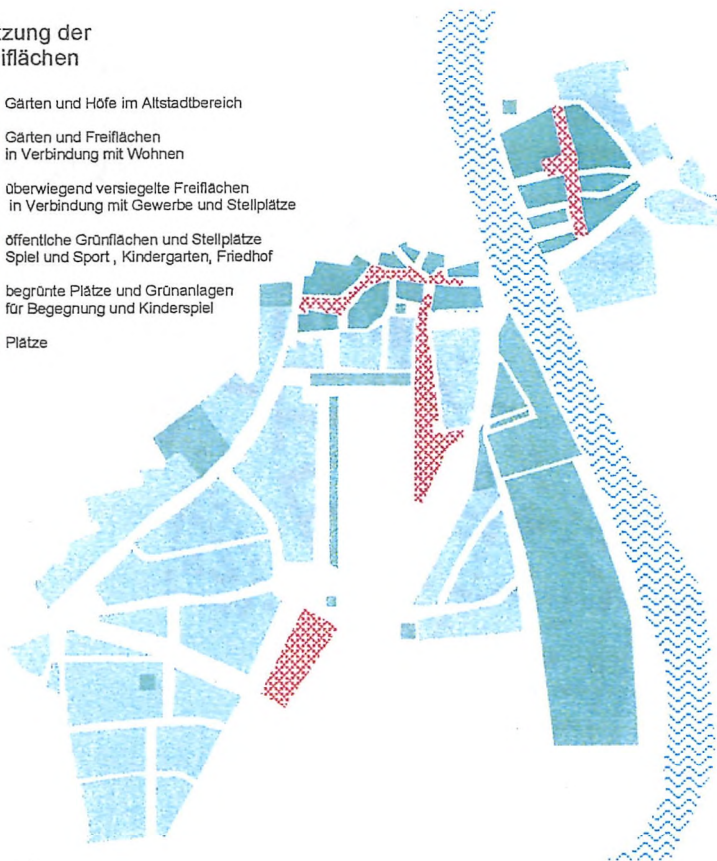 tzung der
iflächen
Gärten und Höfe im Altstadtbereich
Gärten und Freiflächen
in Verbindung mit Wohnen
überwiegend versiegelte Freiflächen
in Verbindung mit Gewerbe und Stellplätze
öffentliche Grünflächen und Stellplätze
Spiel und Sport , Kindergarten, Friedhof
begrünte Plätze und Grünanlagen
für Begegnung und Kinderspiel
Plätze